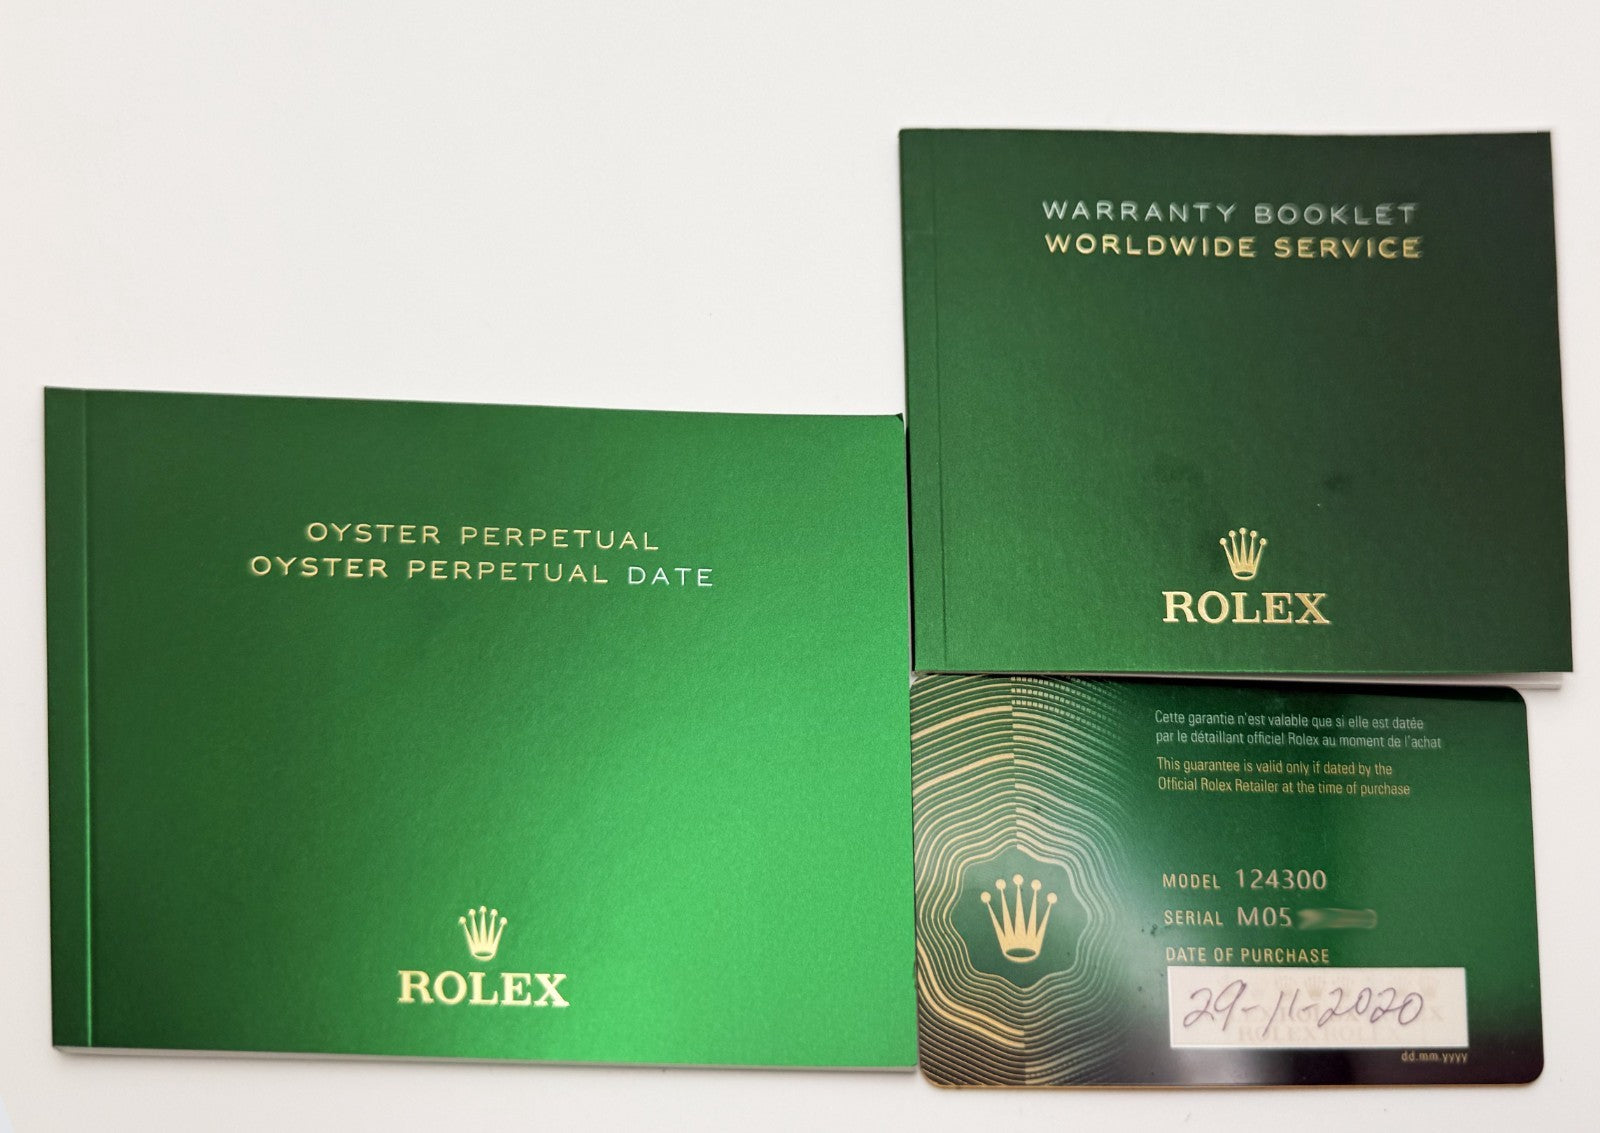 OYSTER PERPETUAL
OYSTER PERPETUAL DATE
ROLEX
WARRANTY BOOKLET
WORLDWIDE SERVICE
ROLEX
Cette garantie n'est valable que si elle est datée
par le détaillant officiel Rolex au moment de l'achat
This guarantee is valid only if dated by the
Official Rolex Retailer at the time of purchase
MODEL 124300
SERIAL M05
DATE OF PURCHASE
29-11-2020
ROLEX ROLEX
dd.mm.yyyy